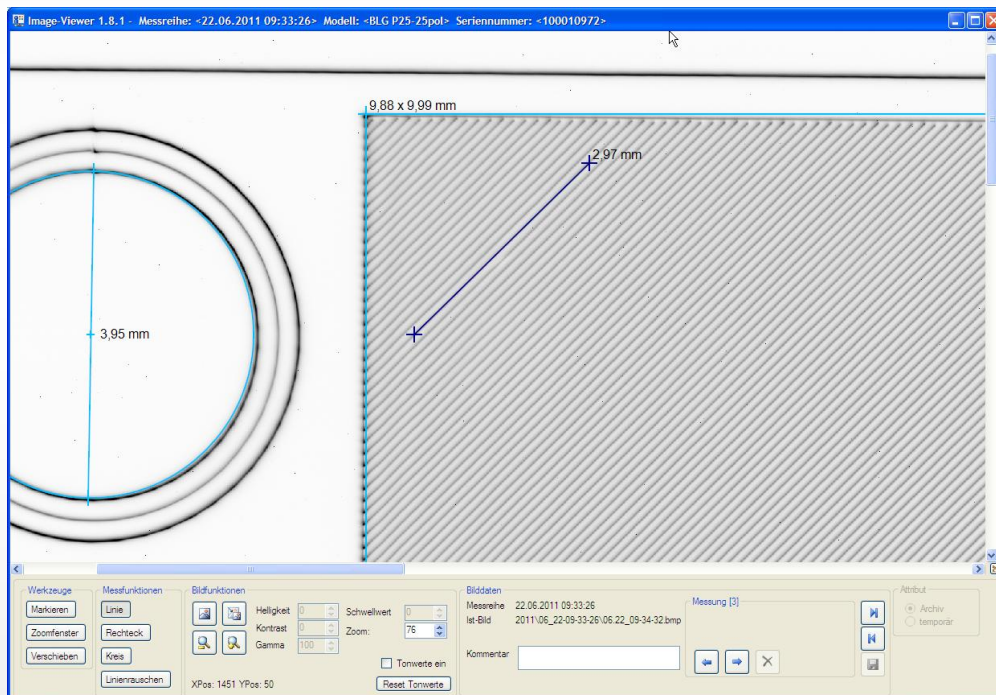 Image-Viewer 1.8.1 - Messreihe: <22.06.2011 09:33:26> Modell: <BLG P25-25pol> Seriennummer: <100010972>
9,88 x 9,99 mm
2,97 mm
3,95 mm
Werkzeuge
Markieren
Zoomfenster
Verschieben
Messfunktionen
Linie
Rechteck
Kreis
Linienrauschen
Bildfunktionen
Helligkeit 0
Kontrast 0
Gamma 100
Schwellwert 0
Zoom: 76
Tonwerte ein
XPos: 1451 YPos: 50
Reset Tonwerte
Bilddaten
Messreihe 22.06.2011 09:33:26
Ist-Bild 2011\06_22-09-33-26\06.22_09-34-32.bmp
Kommentar
Messung [3]
Attribut
Archiv
temporär